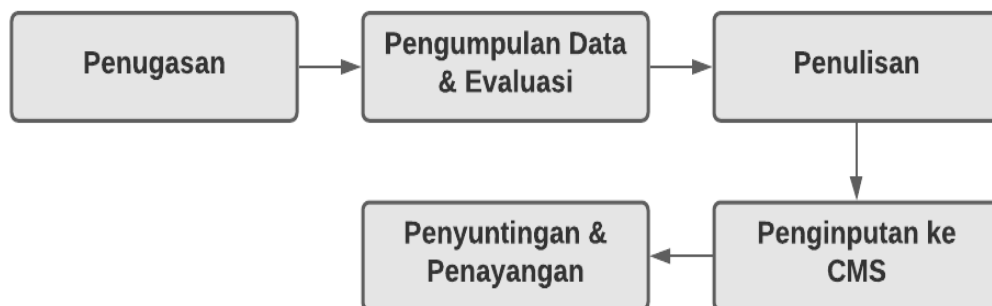 Penugasan
Pengumpulan Data
& Evaluasi
Penulisan
Penginputan ke
CMS
Penyuntingan &
Penayangan